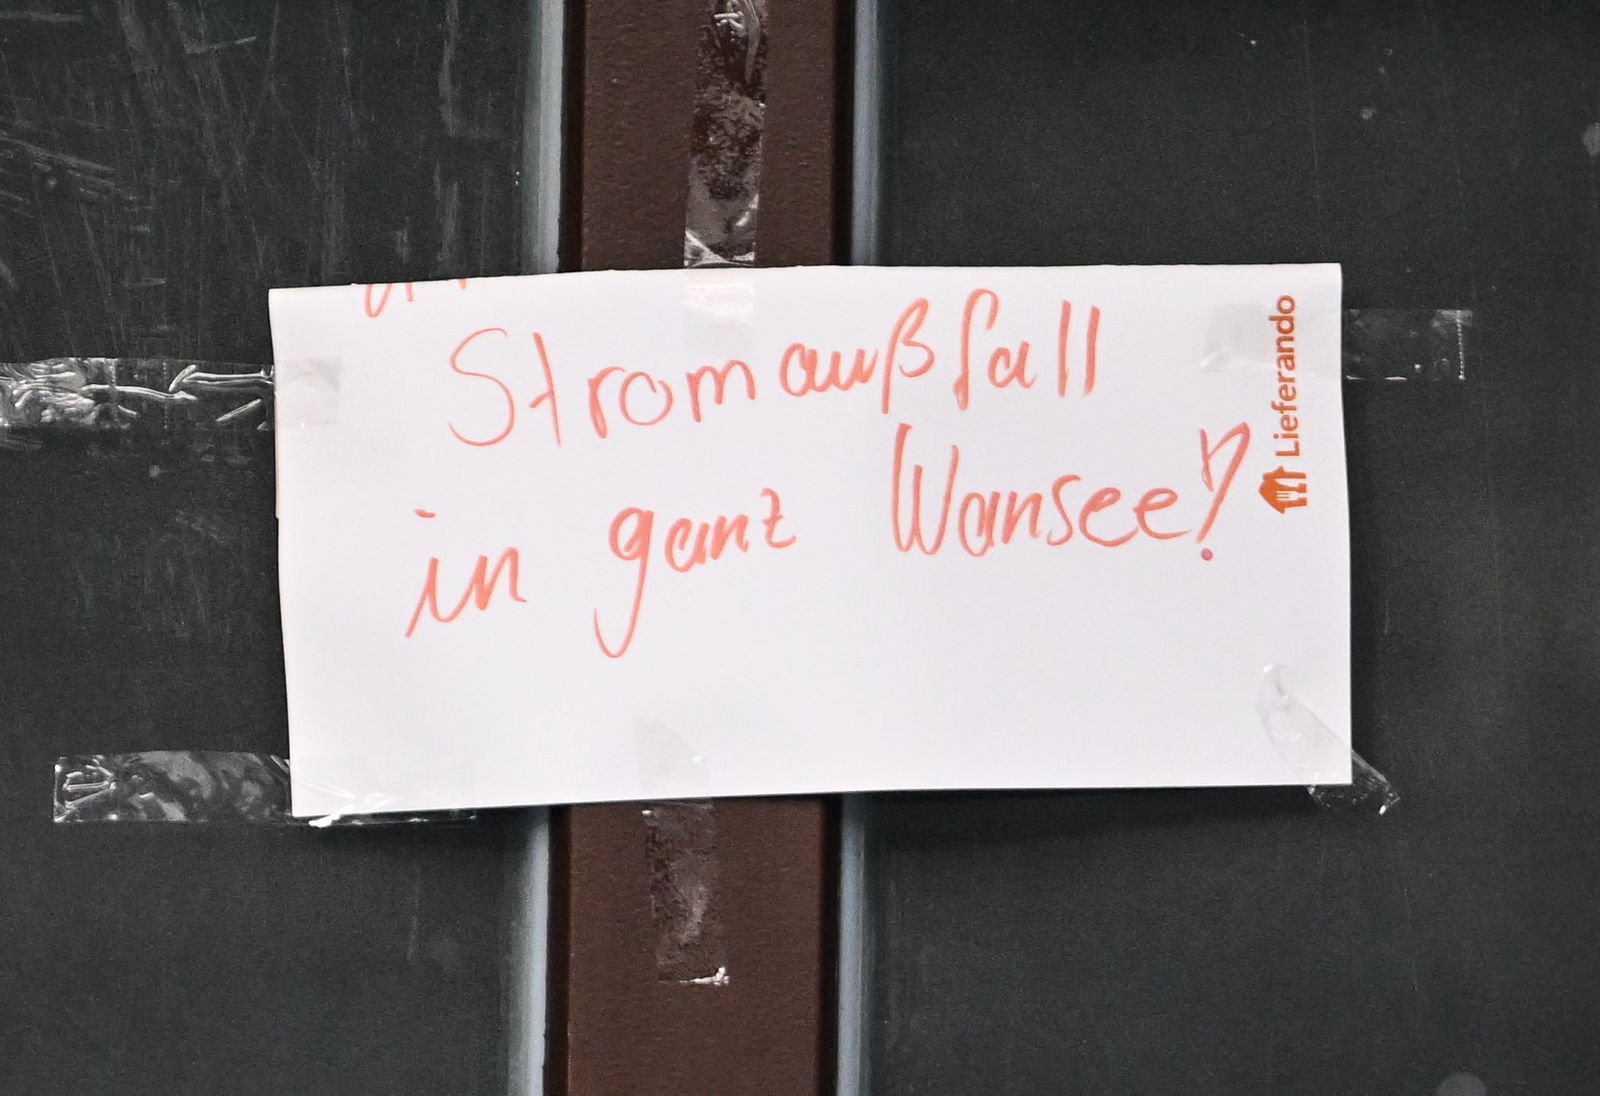 Stromaußfall
in ganz Wansee!
Lieferando